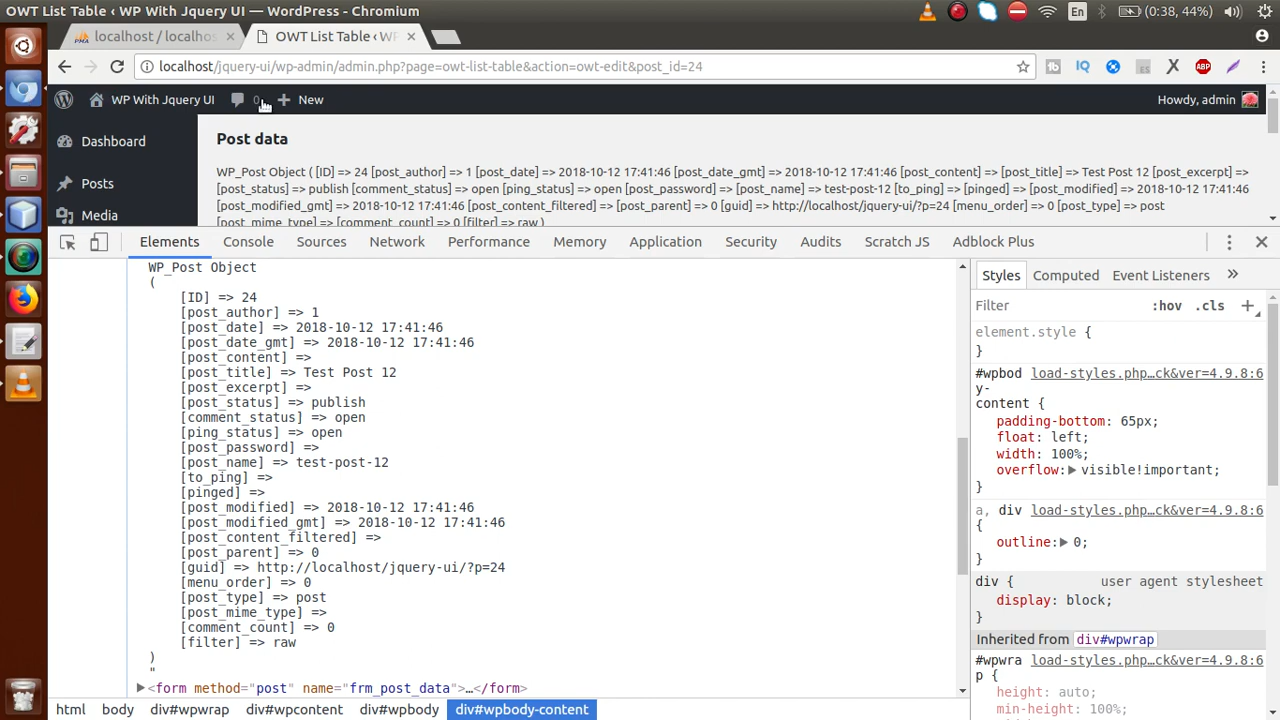 OWT List Table ‹ WP With Jquery UI — WordPress - Chromium
En
(0:38, 44%)
localhost / localhos
OWT List Table ‹ WP
localhost/jquery-ui/wp-admin/admin.php?page=owt-list-table&action=owt-edit&post_id=24
WP With Jquery UI
0
New
Howdy, admin
Dashboard
Posts
Media
Post data
WP_Post Object ( [ID] => 24 [post_author] => 1 [post_date] => 2018-10-12 17:41:46 [post_date_gmt] => 2018-10-12 17:41:46 [post_content] => [post_title] => Test Post 12 [post_excerpt] =>
[post_status] => publish [comment_status] => open [ping_status] => open [post_password] => [post_name] => test-post-12 [to_ping] => [pinged] => [post_modified] => 2018-10-12 17:41:46
[post_modified_gmt] => 2018-10-12 17:41:46 [post_content_filtered] => [post_parent] => 0 [guid] => http://localhost/jquery-ui/?p=24 [menu_order] => 0 [post_type] => post
[post_mime_type] => [comment_count] => 0 [filter] => raw )
Elements Console Sources Network Performance Memory Application Security Audits Scratch JS Adblock Plus
WP_Post Object
(
[ID] => 24
[post_author] => 1
[post_date] => 2018-10-12 17:41:46
[post_date_gmt] => 2018-10-12 17:41:46
[post_content] =>
[post_title] => Test Post 12
[post_excerpt] =>
[post_status] => publish
[comment_status] => open
[ping_status] => open
[post_password] =>
[post_name] => test-post-12
[to_ping] =>
[pinged] =>
[post_modified] => 2018-10-12 17:41:46
[post_modified_gmt] => 2018-10-12 17:41:46
[post_content_filtered] =>
[post_parent] => 0
[guid] => http://localhost/jquery-ui/?p=24
[menu_order] => 0
[post_type] => post
[post_mime_type] =>
[comment_count] => 0
[filter] => raw
)
"
<form method="post" name="frm_post_data">…</form>
html body div#wpwrap div#wpcontent div#wpbody div#wpbody-content
Styles Computed Event Listeners »
Filter :hov .cls +
element.style {
}
#wpbod load-styles.php…ck&ver=4.9.8:6
y-
content {
padding-bottom: 65px;
float: left;
width: 100%;
overflow: visible!important;
}
a, div load-styles.php…ck&ver=4.9.8:6
{
outline: 0;
}
div { user agent stylesheet
display: block;
}
Inherited from div#wpwrap
#wpwra load-styles.php…ck&ver=4.9.8:6
p {
height: auto;
min-height: 100%;